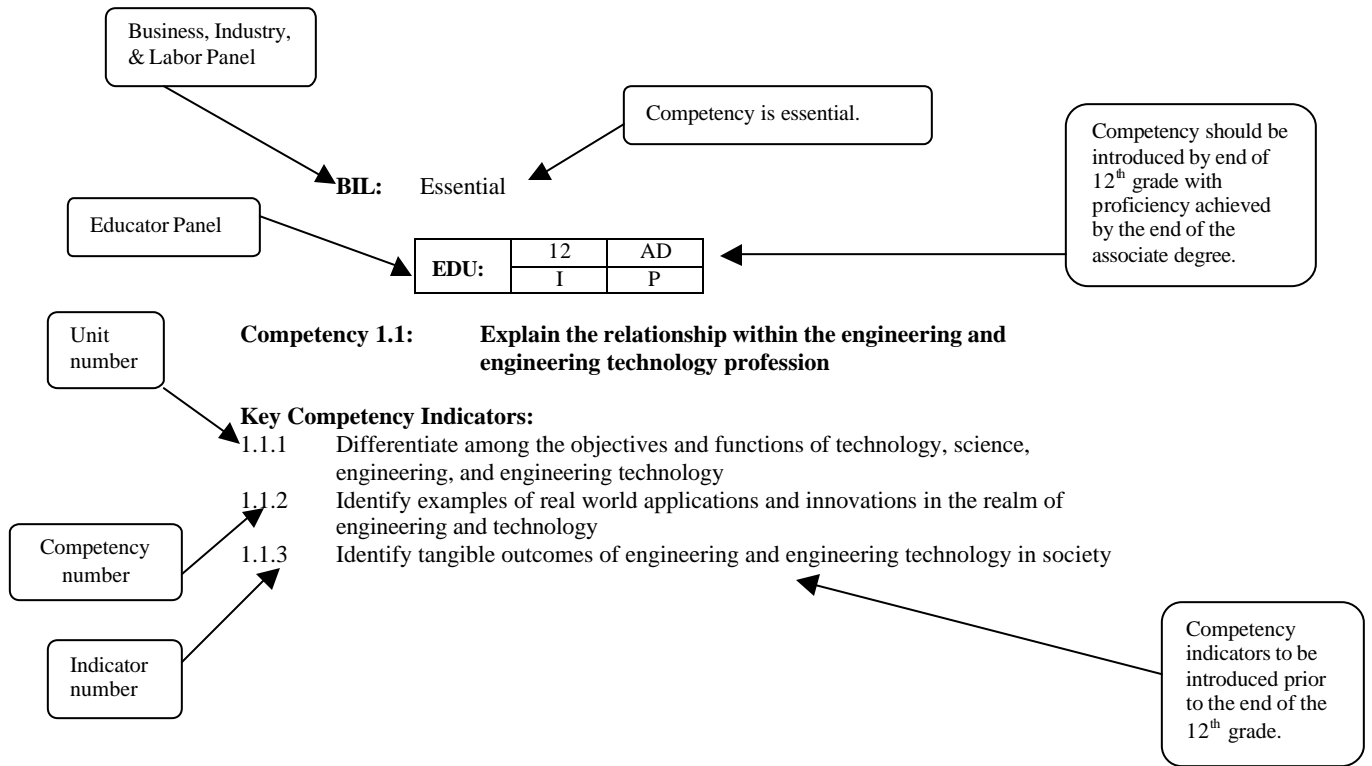 Business, Industry,
& Labor Panel
Competency is essential.
Competency should be
introduced by end of
12th grade with
proficiency achieved
by the end of the
associate degree.
BIL: Essential
Educator Panel
EDU: 12 AD
I P
Unit
number
Competency 1.1: Explain the relationship within the engineering and
engineering technology profession
Key Competency Indicators:
1.1.1 Differentiate among the objectives and functions of technology, science,
engineering, and engineering technology
1.1.2 Identify examples of real world applications and innovations in the realm of
engineering and technology
1.1.3 Identify tangible outcomes of engineering and engineering technology in society
Competency
number
Indicator
number
Competency
indicators to be
introduced prior
to the end of the
12th grade.